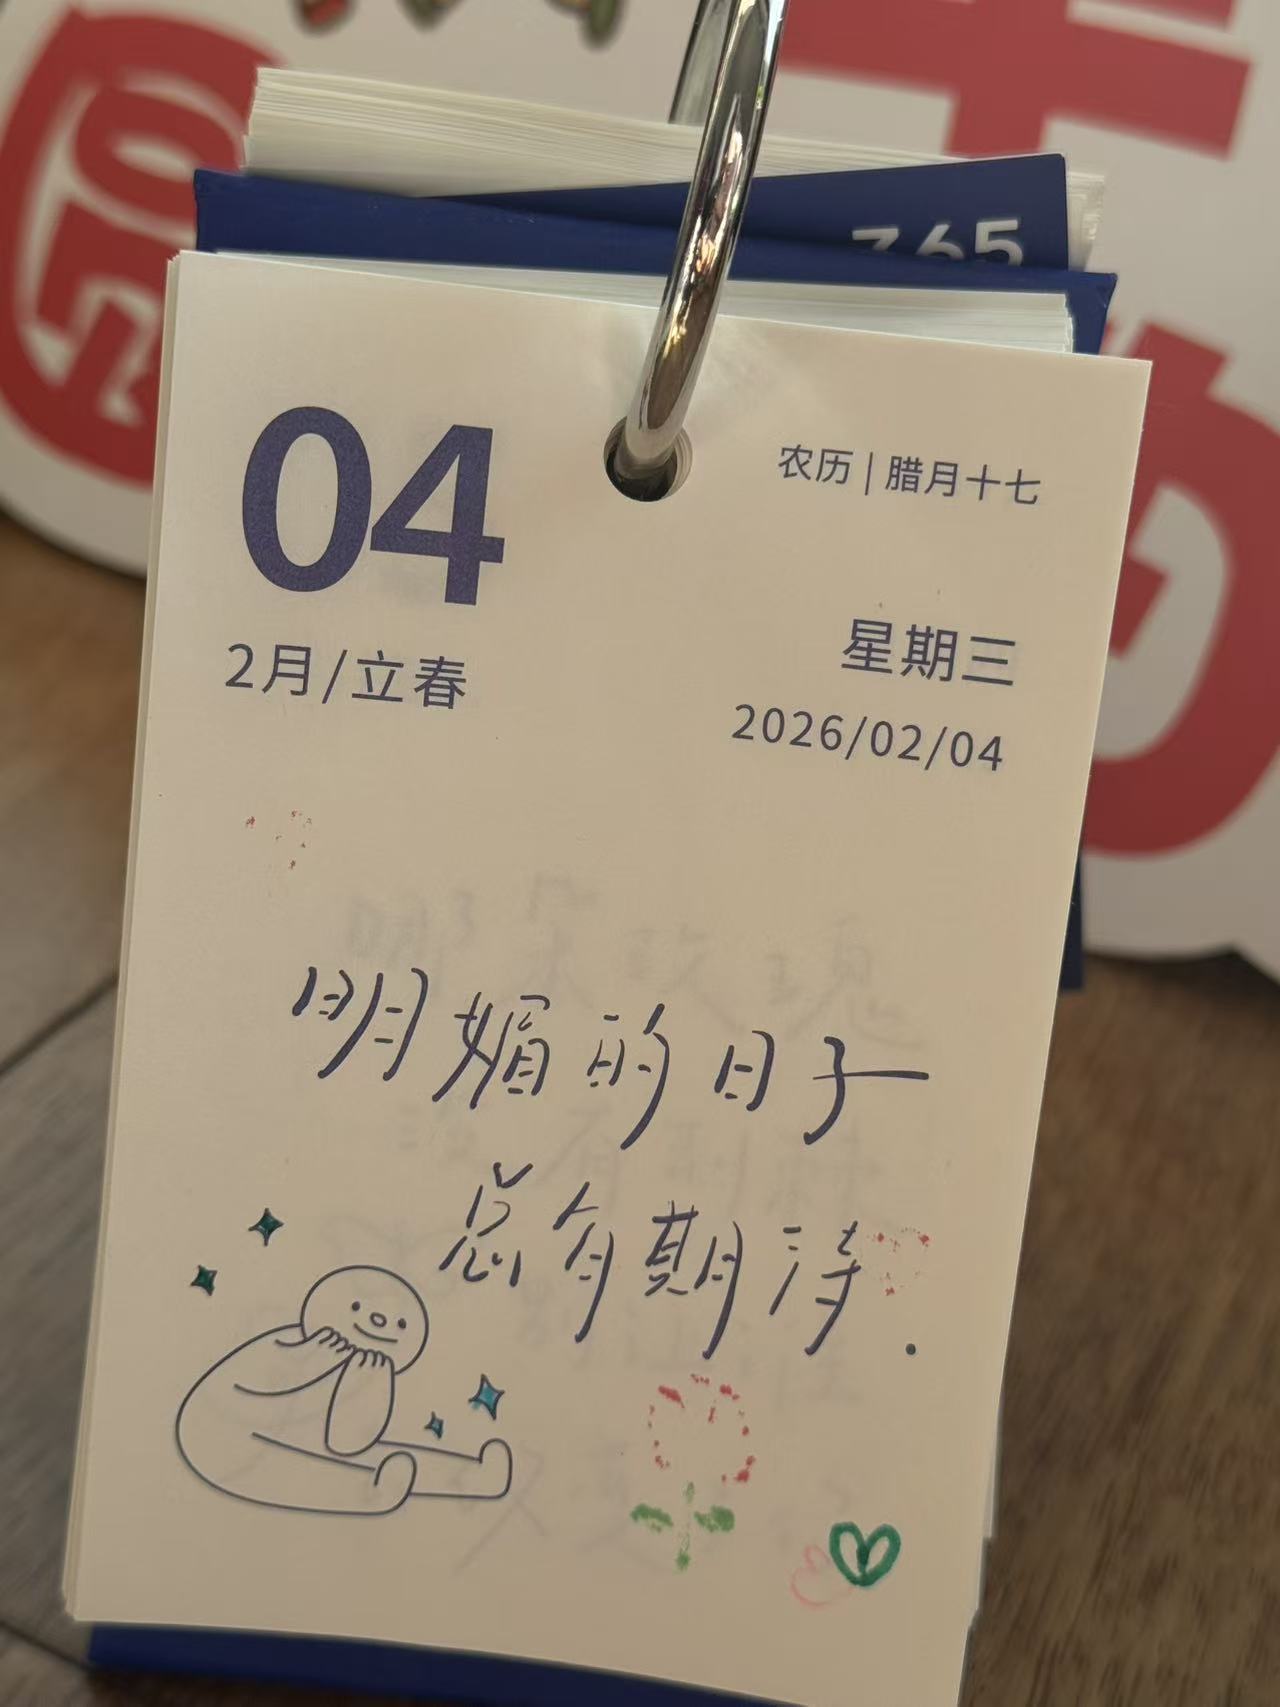 365
04
农历 | 腊月十七
2月/立春
星期三
2026/02/04
明媚的日子
总有期待.